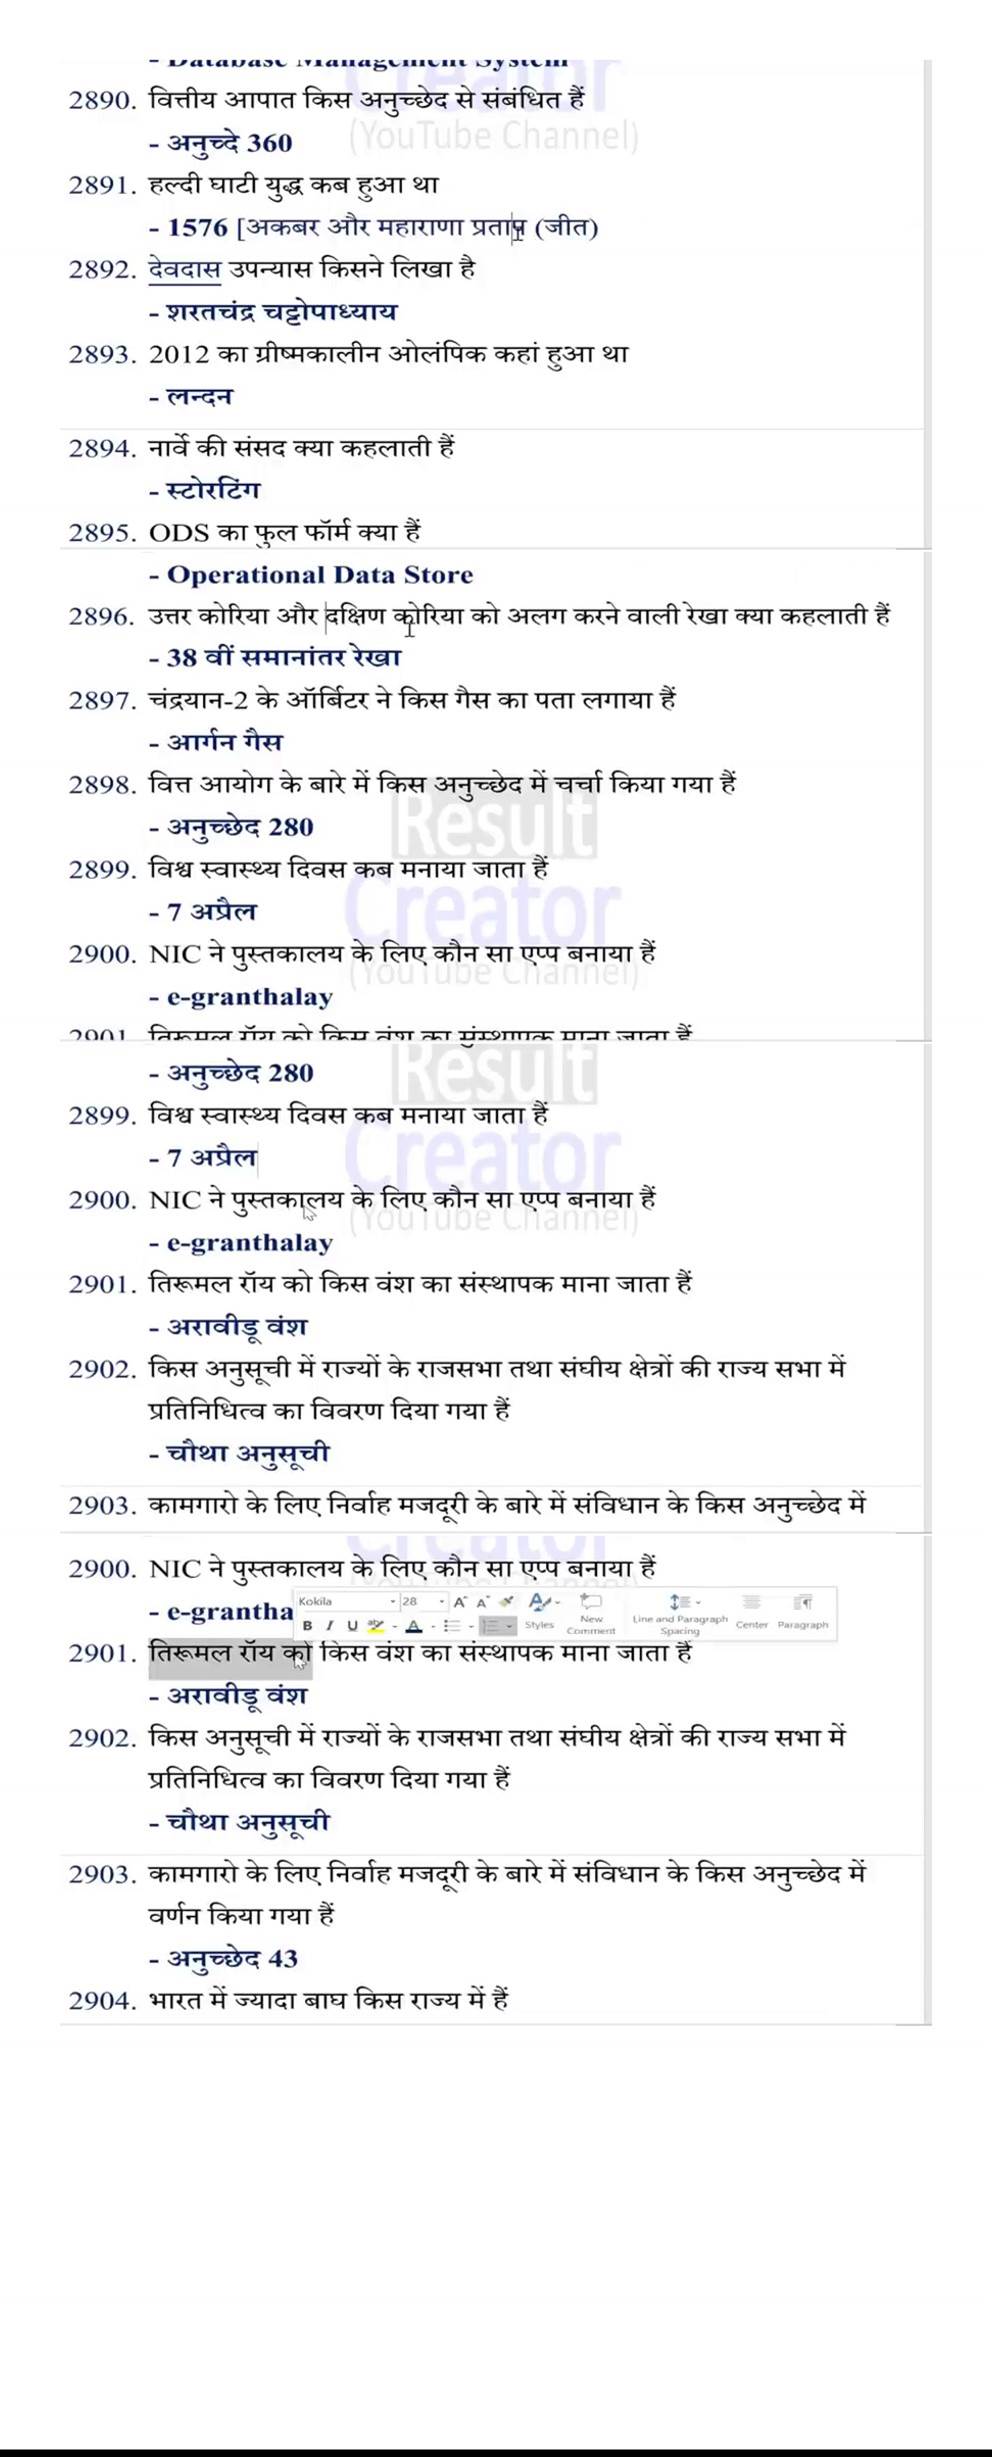 - Database Management System
2890. वित्तीय आपात किस अनुच्छेद से संबंधित हैं
(YouTube Channel)
- अनुच्दे 360
2891. हल्दी घाटी युद्ध कब हुआ था
- 1576 [अकबर और महाराणा प्रताप (जीत)
2892. देवदास उपन्यास किसने लिखा है
- शरतचंद्र चट्टोपाध्याय
2893. 2012 का ग्रीष्मकालीन ओलंपिक कहां हुआ था
- लन्दन
2894. नार्वे की संसद क्या कहलाती हैं
- स्टोरटिंग
2895. ODS का फुल फॉर्म क्या हैं
- Operational Data Store
2896. उत्तर कोरिया और दक्षिण कोरिया को अलग करने वाली रेखा क्या कहलाती हैं
- 38 वीं समानांतर रेखा
2897. चंद्रयान-2 के ऑर्बिटर ने किस गैस का पता लगाया हैं
- आर्गन गैस
2898. वित्त आयोग के बारे में किस अनुच्छेद में चर्चा किया गया हैं
Result
- अनुच्छेद 280
2899. विश्व स्वास्थ्य दिवस कब मनाया जाता हैं
Creator
- 7 अप्रैल
2900. NIC ने पुस्तकालय के लिए कौन सा एप्प बनाया हैं
(YouTube Channel)
- e-granthalay
2901 तिरूमल रॉय को किस वंश का संस्थापक माना जाता हैं
Result
- अनुच्छेद 280
2899. विश्व स्वास्थ्य दिवस कब मनाया जाता हैं
Creator
- 7 अप्रैल
2900. NIC ने पुस्तकालय के लिए कौन सा एप्प बनाया हैं
(YouTube Channel)
- e-granthalay
2901. तिरूमल रॉय को किस वंश का संस्थापक माना जाता हैं
- अरावीडू वंश
2902. किस अनुसूची में राज्यों के राजसभा तथा संघीय क्षेत्रों की राज्य सभा में
प्रतिनिधित्व का विवरण दिया गया हैं
- चौथा अनुसूची
2903. कामगारो के लिए निर्वाह मजदूरी के बारे में संविधान के किस अनुच्छेद में
2900. NIC ने पुस्तकालय के लिए कौन सा एप्प बनाया हैं
- e-grantha
Kokila 28 A A
B I U aby A Styles New Comment Line and Paragraph Spacing Center Paragraph
2901. तिरूमल रॉय को किस वंश का संस्थापक माना जाता हैं
- अरावीडू वंश
2902. किस अनुसूची में राज्यों के राजसभा तथा संघीय क्षेत्रों की राज्य सभा में
प्रतिनिधित्व का विवरण दिया गया हैं
- चौथा अनुसूची
2903. कामगारो के लिए निर्वाह मजदूरी के बारे में संविधान के किस अनुच्छेद में
वर्णन किया गया हैं
- अनुच्छेद 43
2904. भारत में ज्यादा बाघ किस राज्य में हैं